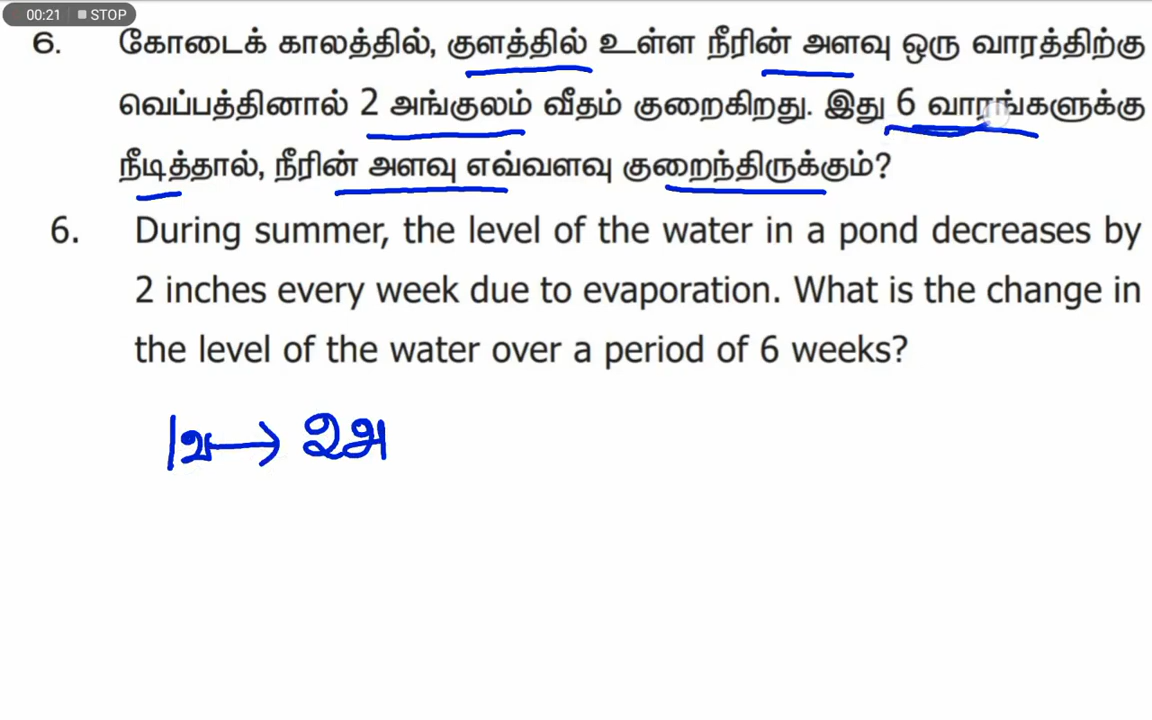 00:21 STOP
6. கோடைக் காலத்தில், குளத்தில் உள்ள நீரின் அளவு ஒரு வாரத்திற்கு
வெப்பத்தினால் 2 அங்குலம் வீதம் குறைகிறது. இது 6 வாரங்களுக்கு
நீடித்தால், நீரின் அளவு எவ்வளவு குறைந்திருக்கும்?
6. During summer, the level of the water in a pond decreases by
2 inches every week due to evaporation. What is the change in
the level of the water over a period of 6 weeks?
1வ → 2அ